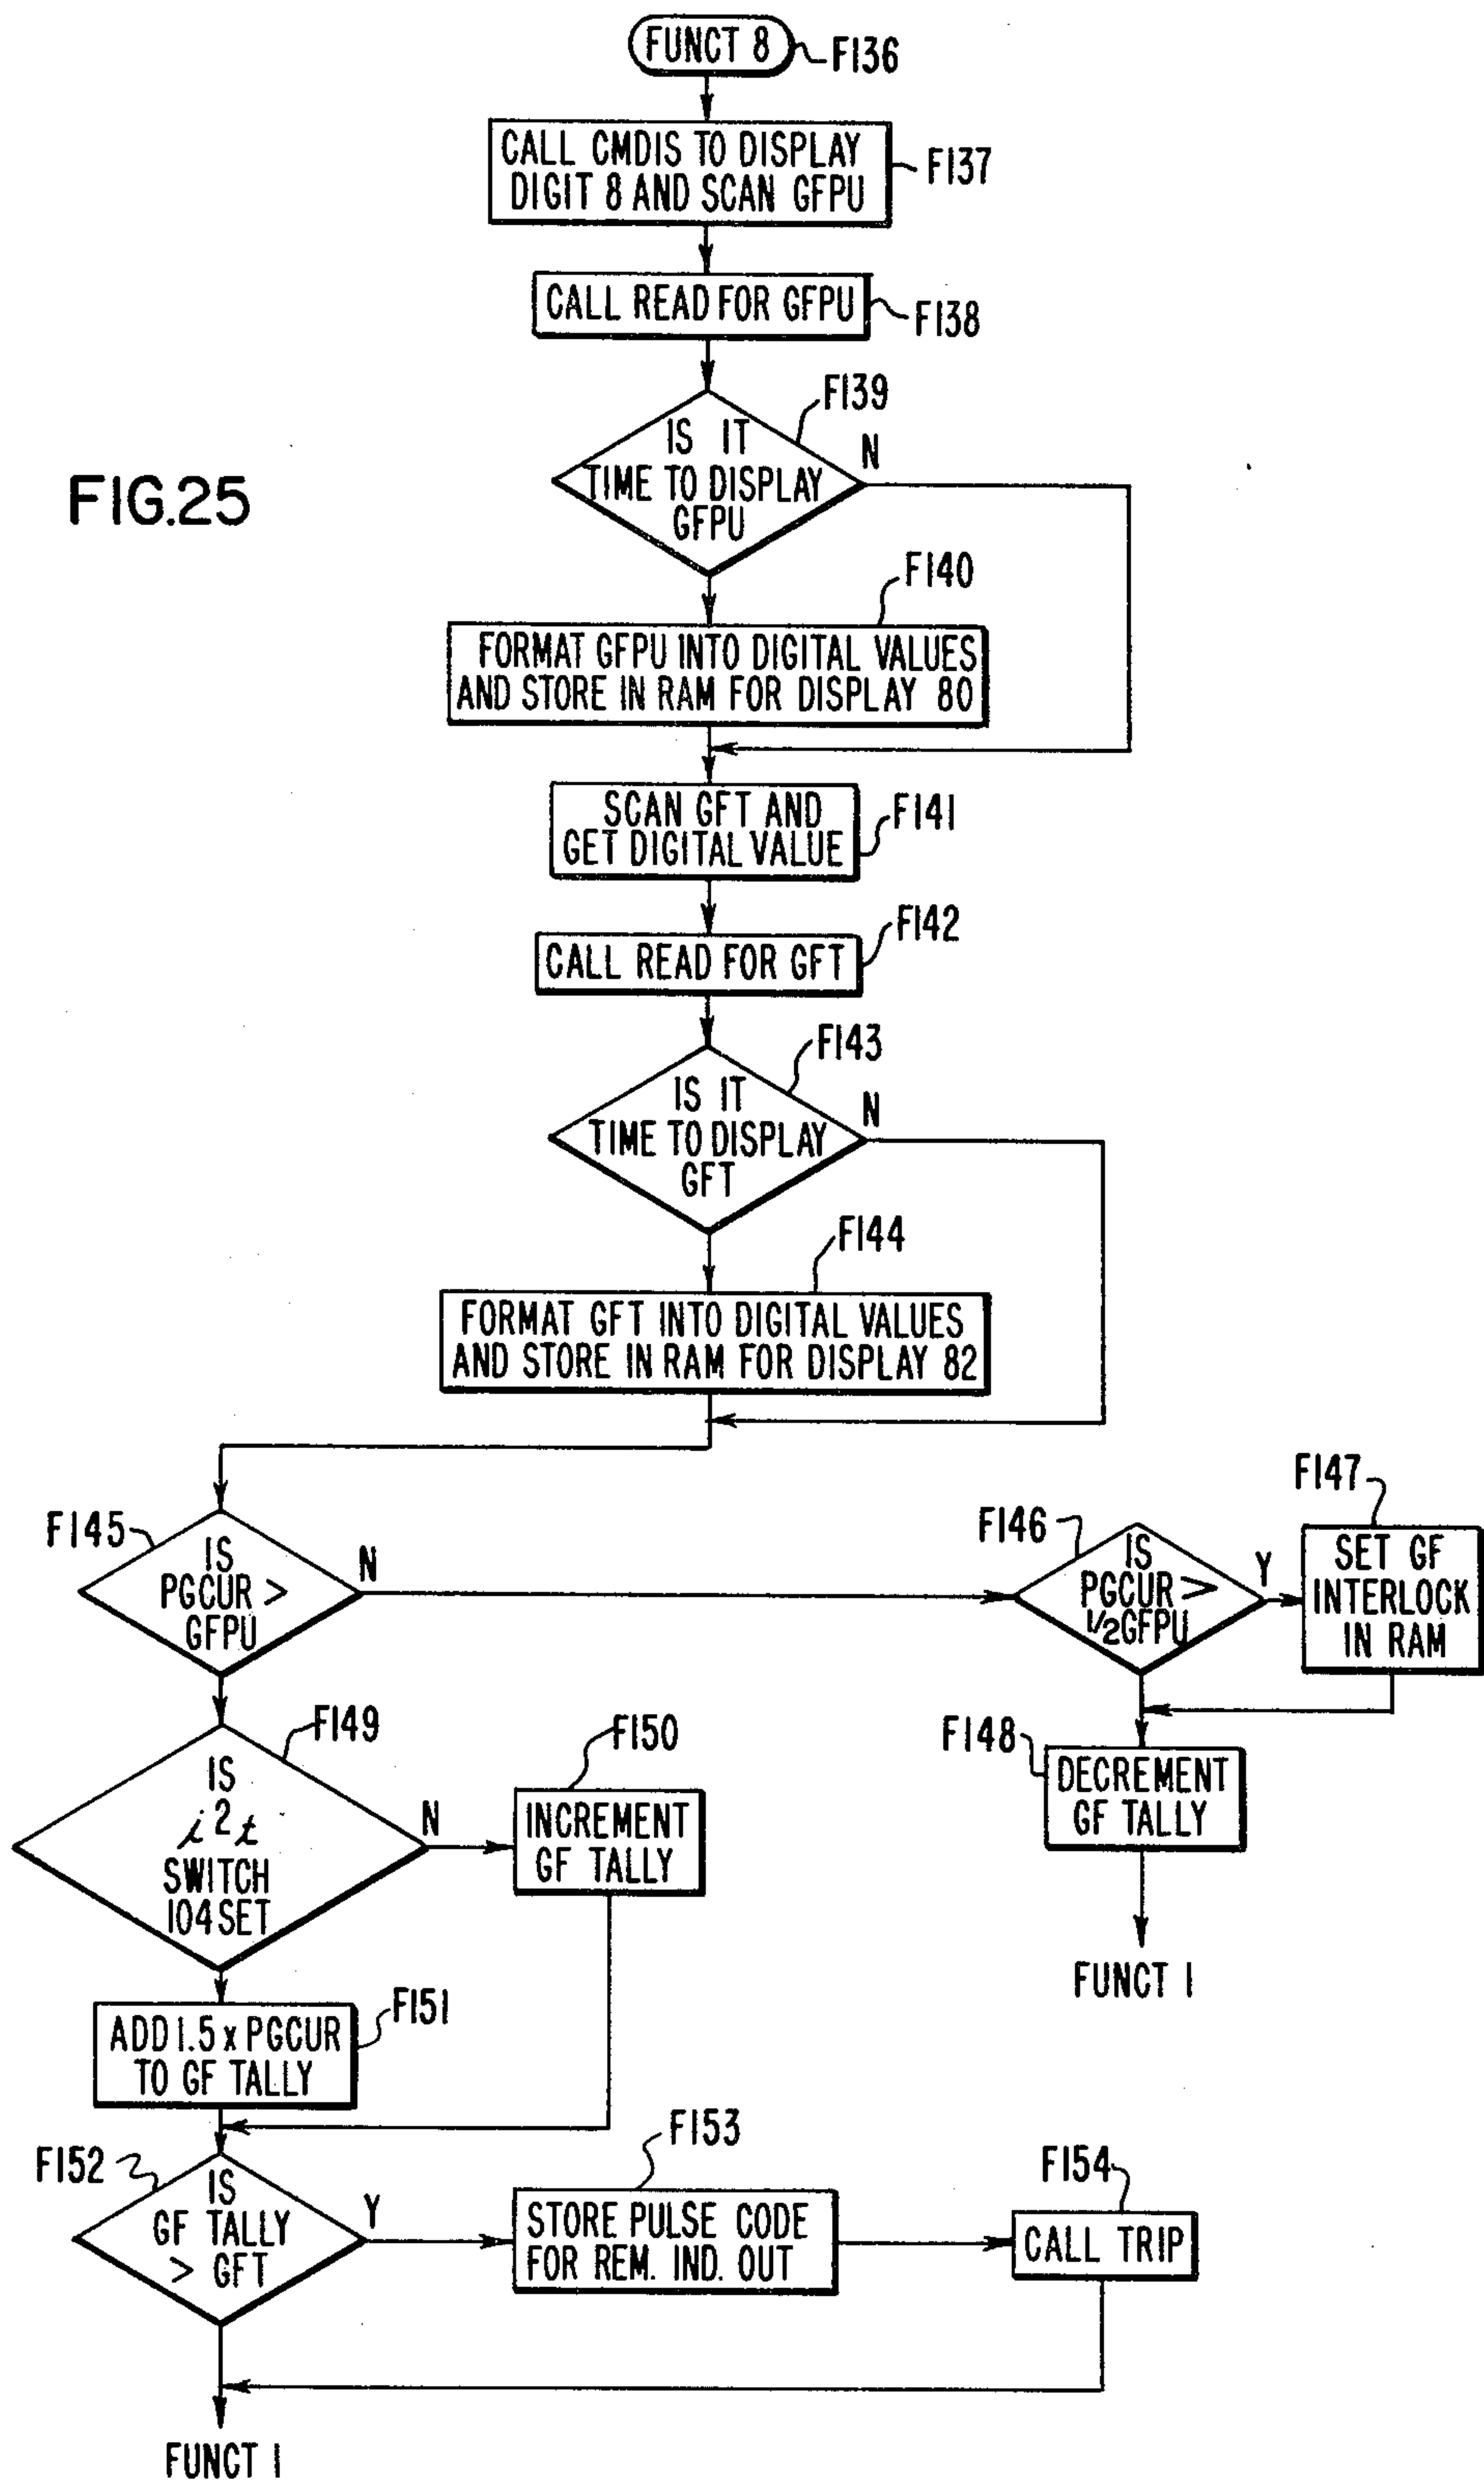 FUNCT 8
F136
CALL CMDIS TO DISPLAY
DIGIT 8 AND SCAN GFPU
F137
CALL READ FOR GFPU
F138
F139
IS IT
TIME TO DISPLAY
GFPU
N
FIG.25
F140
FORMAT GFPU INTO DIGITAL VALUES
AND STORE IN RAM FOR DISPLAY 80
SCAN GFT AND
GET DIGITAL VALUE
F141
F142
CALL READ FOR GFT
F143
IS IT
TIME TO DISPLAY
GFT
N
F144
FORMAT GFT INTO DIGITAL VALUES
AND STORE IN RAM FOR DISPLAY 82
F145
IS
PGCUR >
GFPU
N
F146
IS
PGCUR >
1/2GFPU
Y
F147
SET GF
INTERLOCK
IN RAM
F148
DECREMENT
GF TALLY
FUNCT 1
F149
IS
i²t
SWITCH
104 SET
N
F150
INCREMENT
GF TALLY
F151
ADD 1.5 x PGCUR
TO GF TALLY
F152
IS
GF TALLY
> GFT
Y
F153
STORE PULSE CODE
FOR REM. IND. OUT
F154
CALL TRIP
FUNCT 1